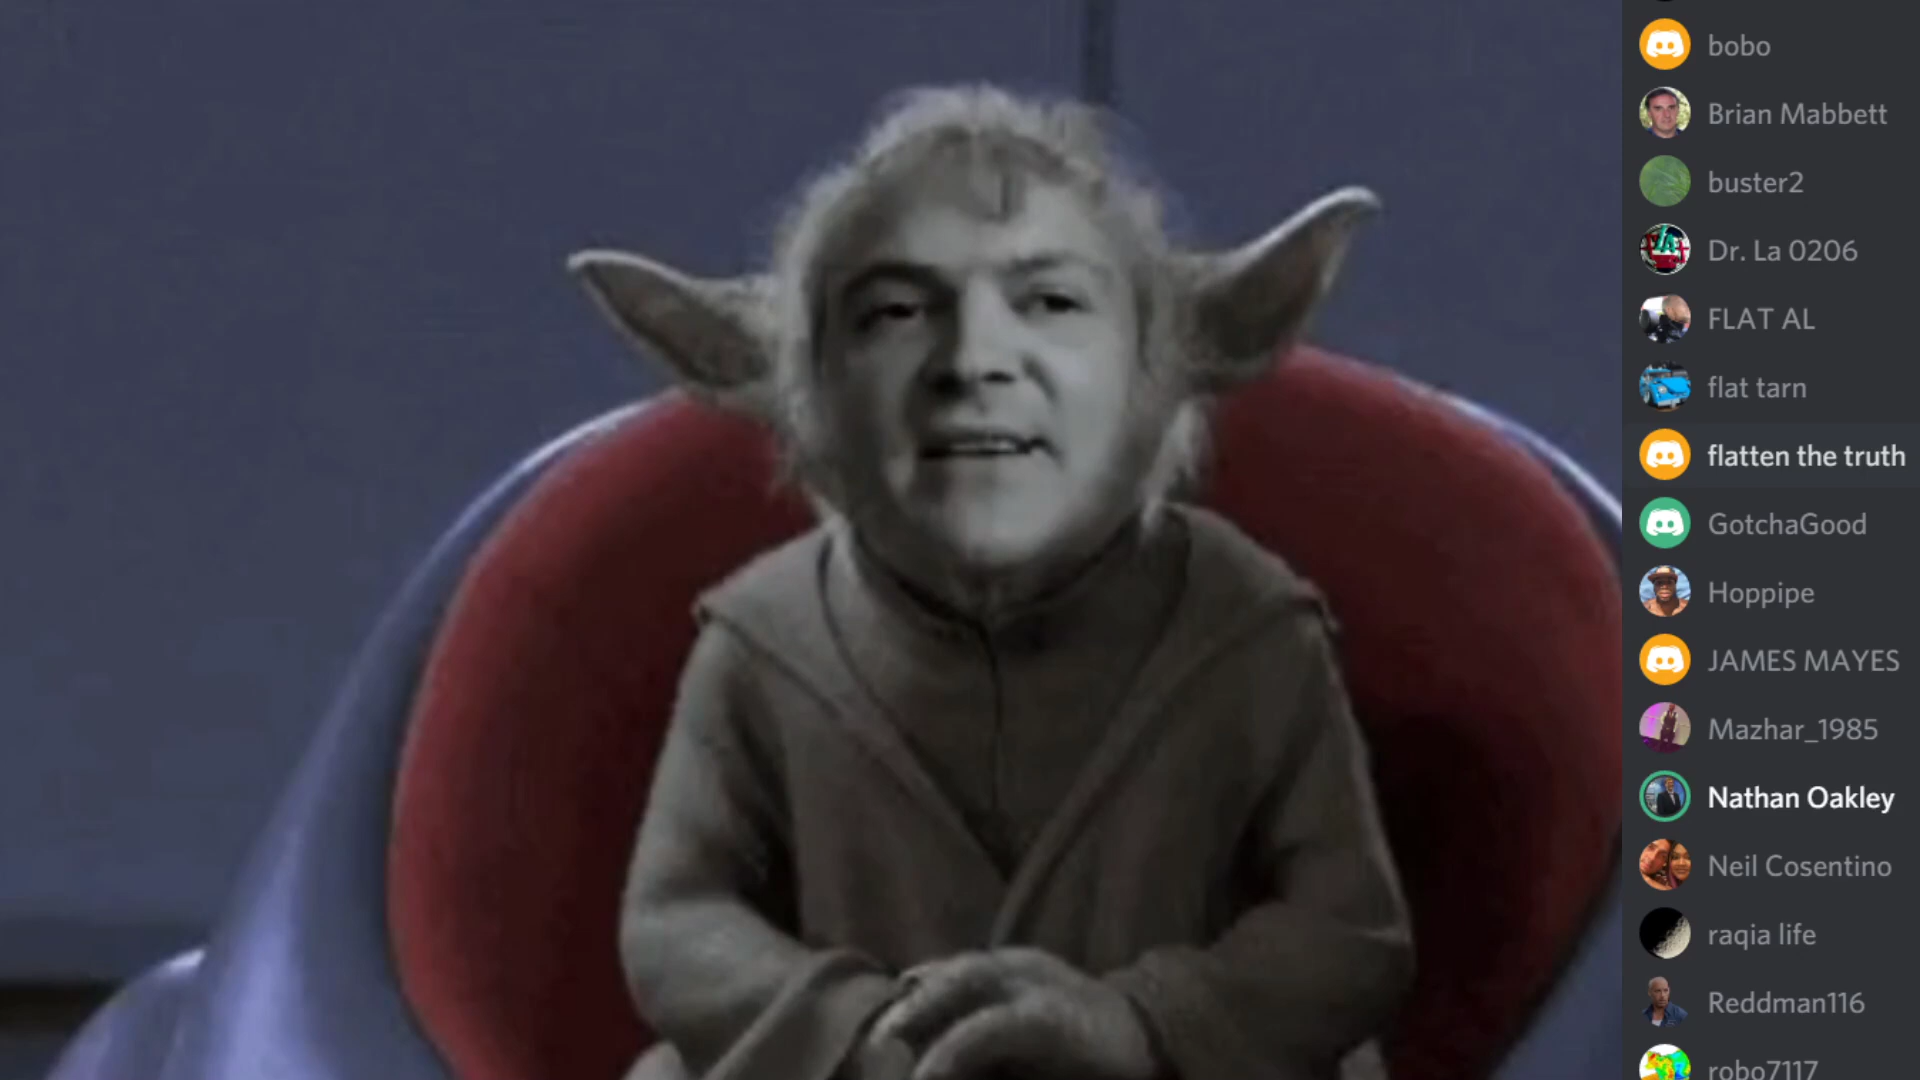 bobo
Brian Mabbett
buster2
Dr. La 0206
FLAT AL
flat tarn
flatten the truth
GotchaGood
Hoppipe
JAMES MAYES
Mazhar_1985
Nathan Oakley
Neil Cosentino
raqia life
Reddman116
robo7117